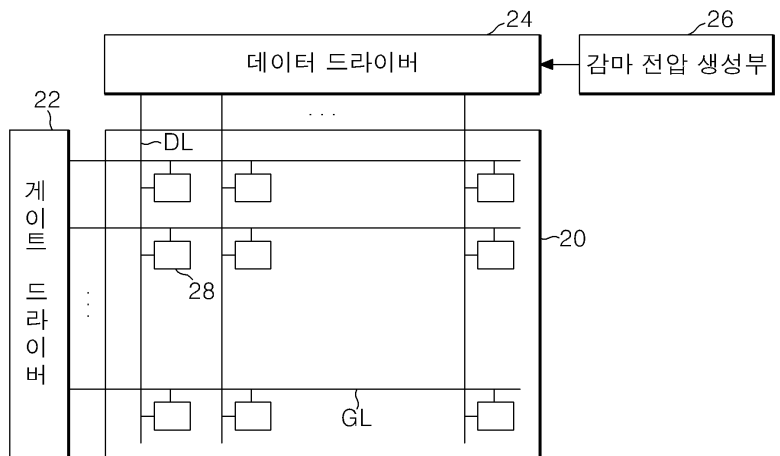 24
26
데이터 드라이버
감마 전압 생성부
22
. . .
DL
게이트 드라이버
20
28
. . .
GL